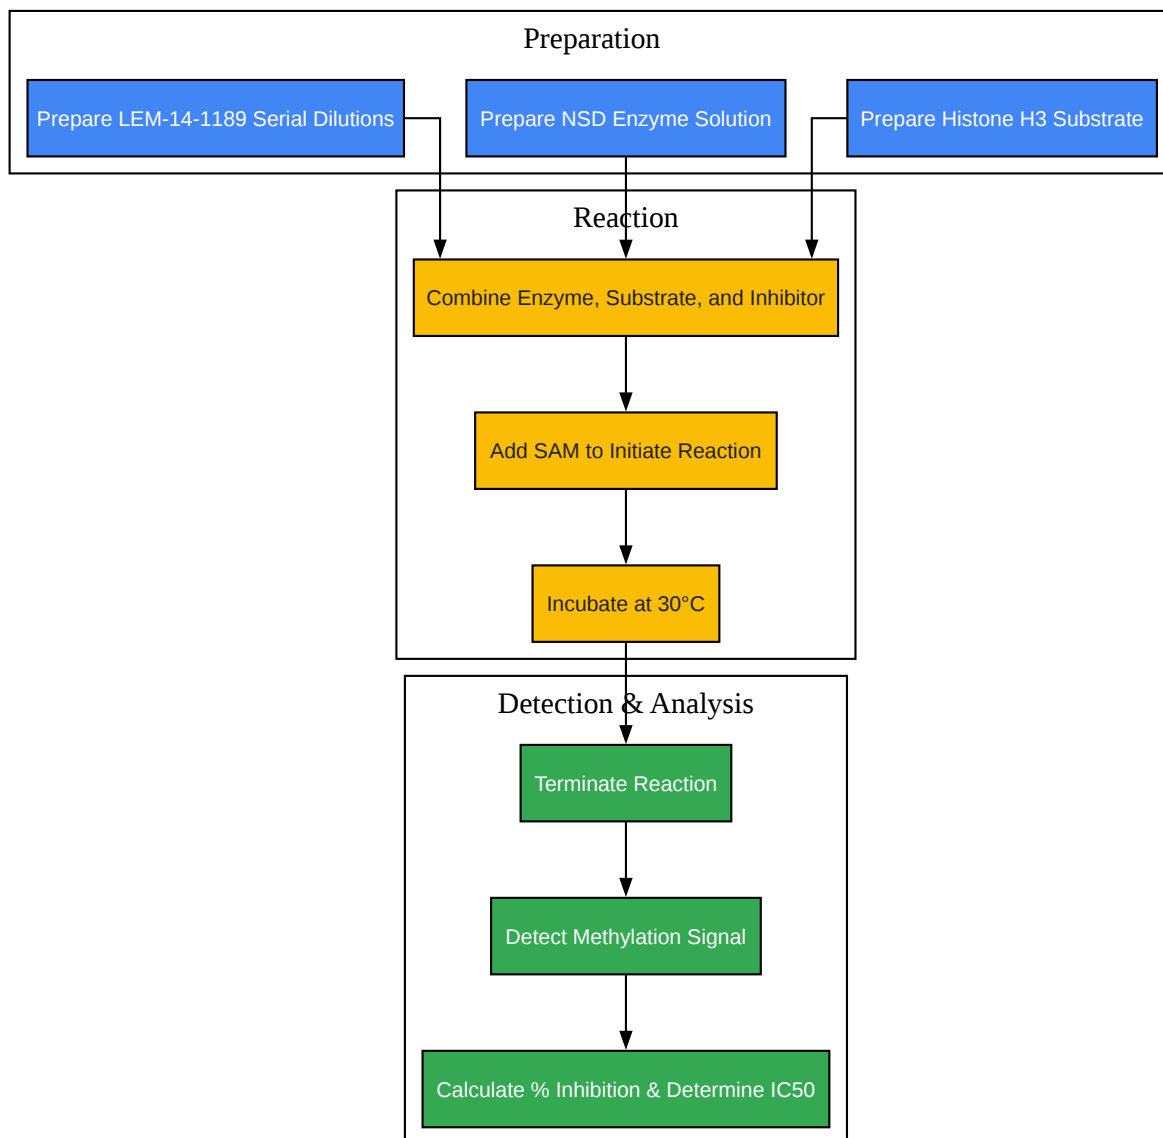 Preparation
Prepare LEM-14-1189 Serial Dilutions
Prepare NSD Enzyme Solution
Prepare Histone H3 Substrate
Reaction
Combine Enzyme, Substrate, and Inhibitor
Add SAM to Initiate Reaction
Incubate at 30°C
Detection & Analysis
Terminate Reaction
Detect Methylation Signal
Calculate % Inhibition & Determine IC50